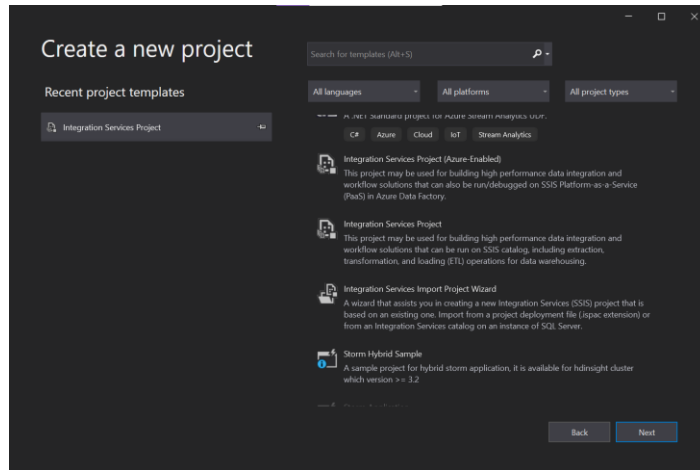 Create a new project
Recent project templates
Integration Services Project
Search for templates (Alt+S)
All languages
All platforms
All project types
A .NET Standard project for Azure Stream Analytics UDF.
C# Azure Cloud IoT Stream Analytics
Integration Services Project (Azure-Enabled)
This project may be used for building high performance data integration and
workflow solutions that can also be run/debugged on SSIS Platform-as-a-Service
(PaaS) in Azure Data Factory.
Integration Services Project
This project may be used for building high performance data integration and
workflow solutions that can be run on SSIS catalog, including extraction,
transformation, and loading (ETL) operations for data warehousing.
Integration Services Import Project Wizard
A wizard that assists you in creating a new Integration Services (SSIS) project that is
based on an existing one. Import from a project deployment file (.ispac extension) or
from an Integration Services catalog on an instance of SQL Server.
Storm Hybrid Sample
A sample project for hybrid storm application, it is available for hdinsight cluster
which version >= 3.2
Back
Next